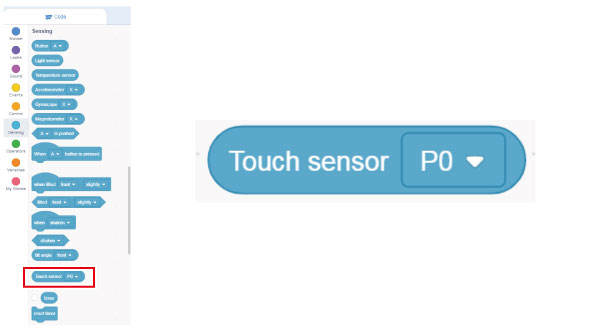 Code
Sensing
Motion
Looks
Sound
Events
Control
Sensing
Operators
Variables
My Blocks
Button A
Light sensor
Temperature sensor
Accelerometer X
Gyroscope X
Magnetometer X
A is pushed
When A button is pressed
when tilted front slightly
tilted front slightly
when shaken
shaken
tilt angle front
Touch sensor P0
timer
reset timer
Touch sensor P0